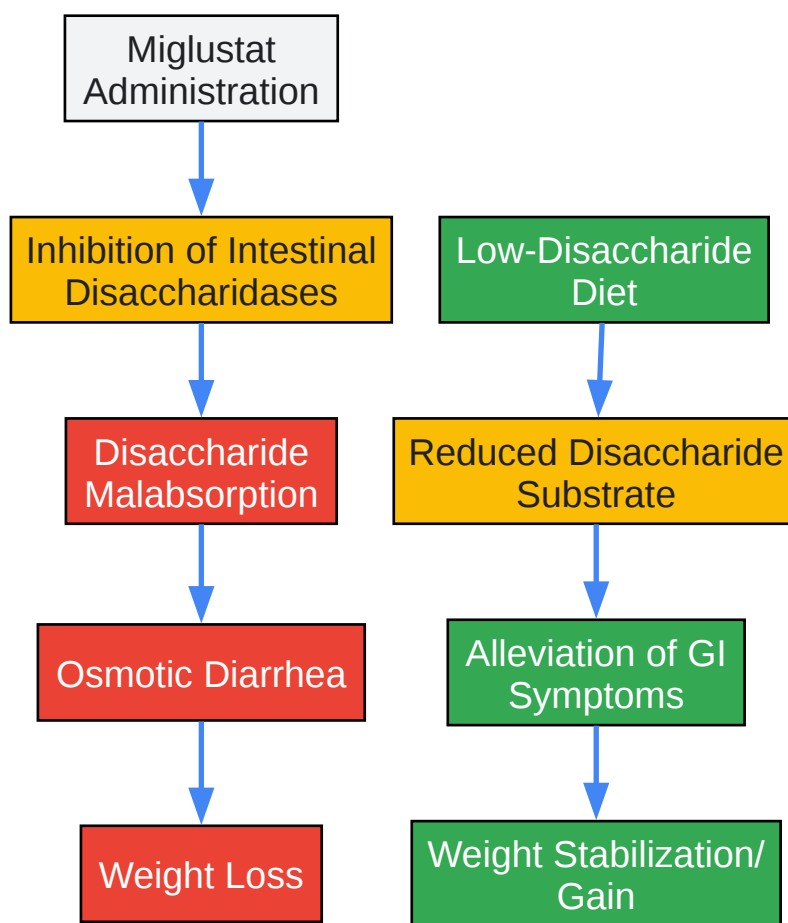 Miglustat
Administration
Inhibition of Intestinal
Disaccharidases
Disaccharide
Malabsorption
Osmotic Diarrhea
Weight Loss
Low-Disaccharide
Diet
Reduced Disaccharide
Substrate
Alleviation of GI
Symptoms
Weight Stabilization/
Gain